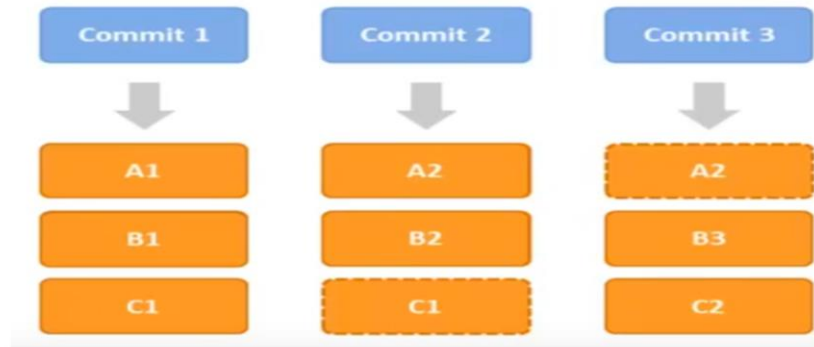 Commit 1 Commit 2 Commit 3
A1 A2 A2
B1 B2 B3
C1 C1 C2